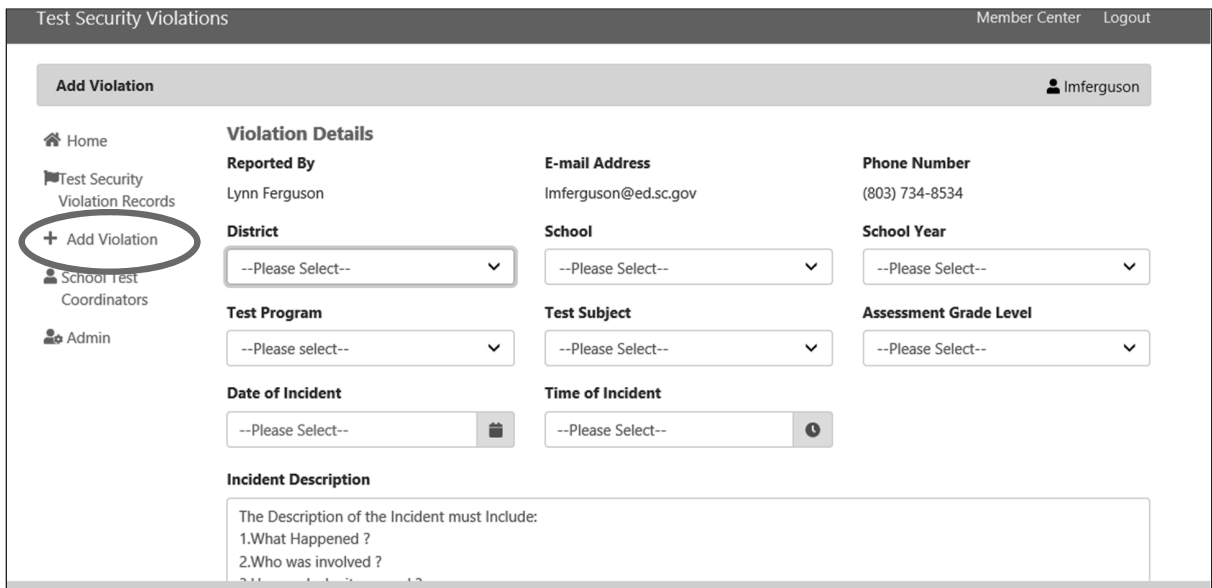 Test Security Violations Member Center Logout
Add Violation lmferguson
Home
Test Security
Violation Records
Add Violation
School Test
Coordinators
Admin
Violation Details
Reported By E-mail Address Phone Number
Lynn Ferguson lmferguson@ed.sc.gov (803) 734-8534
District School School Year
--Please Select-- --Please Select-- --Please Select--
Test Program Test Subject Assessment Grade Level
--Please select-- --Please Select-- --Please Select--
Date of Incident Time of Incident
--Please Select-- --Please Select--
Incident Description
The Description of the Incident must Include:
1.What Happened ?
2.Who was involved ?